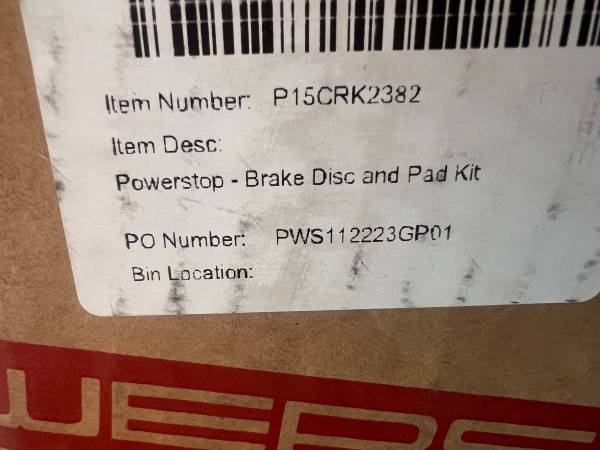 Item Number: P15CRK2382
Item Desc:
Powerstop - Brake Disc and Pad Kit
PO Number: PWS112223GP01
Bin Location: